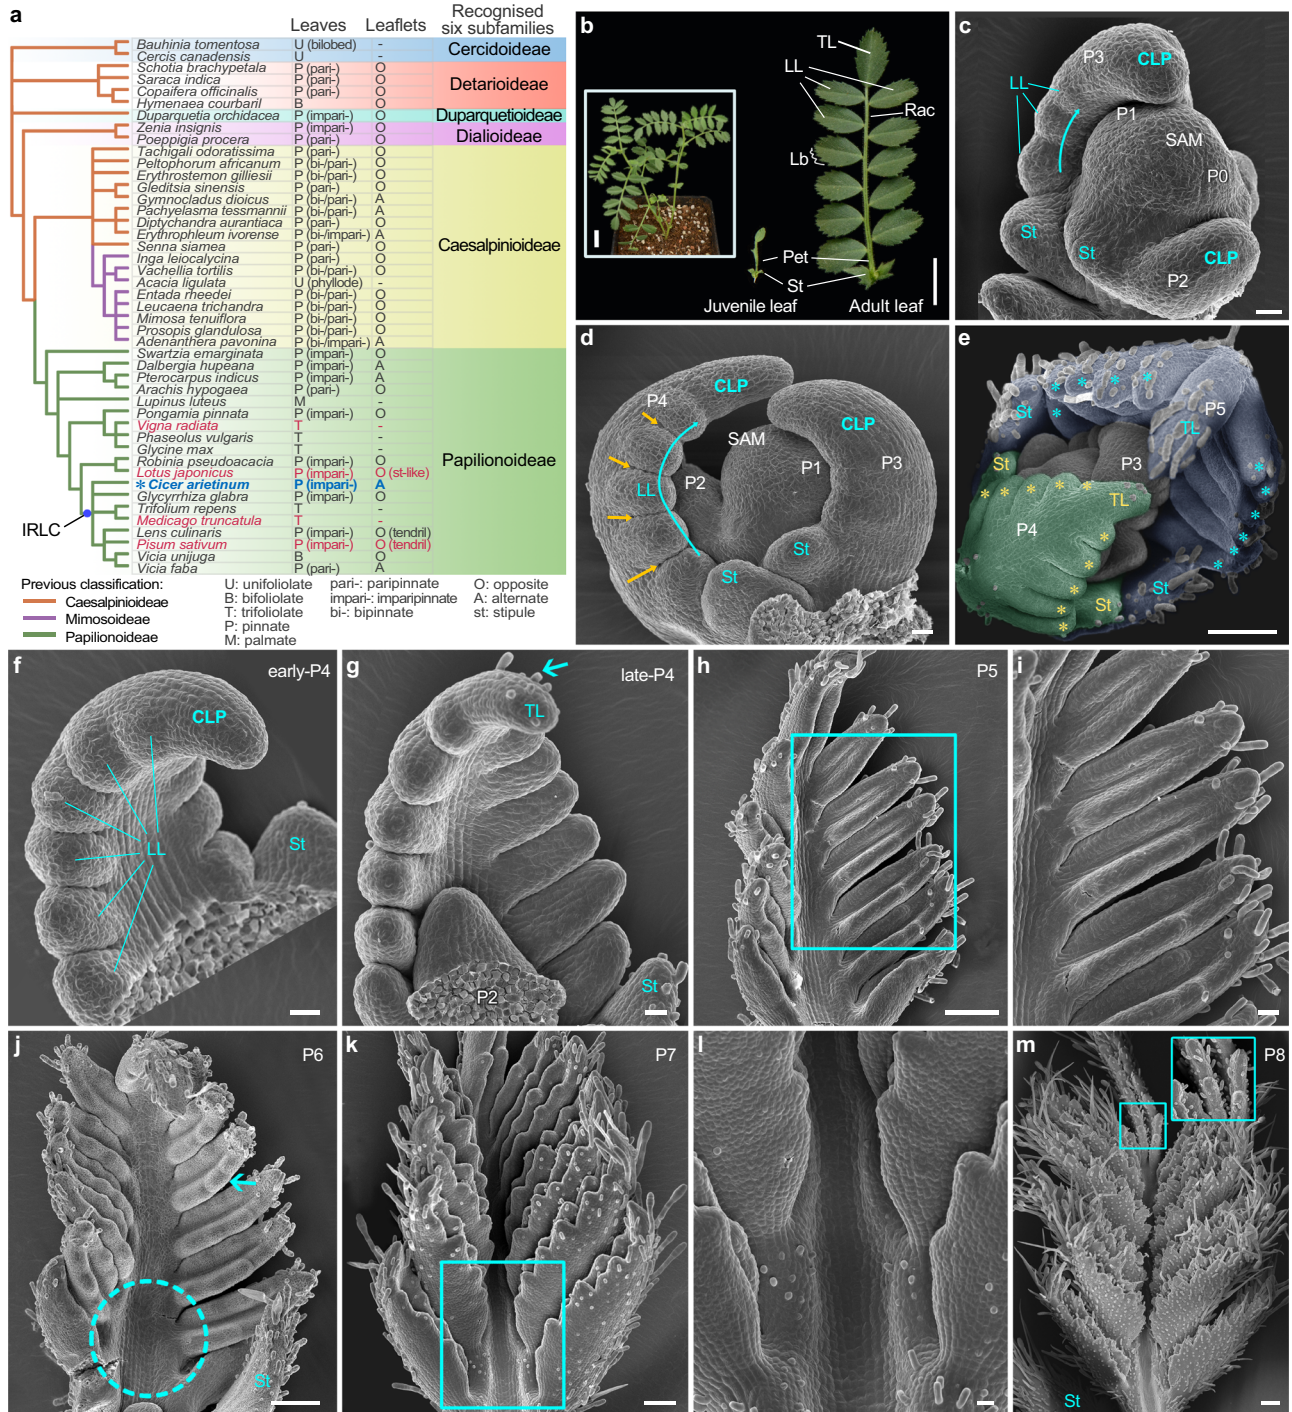 a
Leaves Leaflets Recognised six subfamilies
Bauhinia tomentosa U (bilobed) -
Cercis canadensis U -
Cercidoideae
Schotia brachypetala P (pari-) O
Saraca indica P (pari-) O
Copaifera officinalis P (pari-) O
Hymenaea courbaril B O
Detarioideae
Duparquetia orchidacea P (impari-) O Duparquetioideae
Zenia insignis P (impari-) O
Poeppigia procera P (pari-) O
Dialioideae
Tachigali odoratissima P (pari-) O
Peltophorum africanum P (bi-/pari-) O
Erythrostemon gilliesii P (bi-/pari-) O
Gleditsia sinensis P (pari-) O
Gymnocladus dioicus P (bi-/pari-) A
Pachyelasma tessmannii P (bi-/pari-) A
Diptychandra aurantiaca P (pari-) O
Erythrophleum ivorense P (bi-/impari-) A
Senna siamea P (pari-) O
Inga leiocalycina P (pari-) O
Vachellia tortilis P (bi-/pari-) O
Acacia ligulata U (phyllode) -
Entada rheedei P (bi-/pari-) O
Leucaena trichandra P (bi-/pari-) O
Mimosa tenuiflora P (bi-/pari-) O
Prosopis glandulosa P (bi-/pari-) O
Adenanthera pavonina P (bi-/impari-) A
Caesalpinioideae
Swartzia emarginata P (impari-) O
Dalbergia hupeana P (impari-) A
Pterocarpus indicus P (impari-) A
Arachis hypogaea P (pari-) O
Lupinus luteus M -
Pongamia pinnata P (impari-) O
Vigna radiata T -
Phaseolus vulgaris T -
Glycine max T -
Robinia pseudoacacia P (impari-) O
Lotus japonicus P (impari-) O (st-like)
* Cicer arietinum P (impari-) A
Glycyrrhiza glabra P (impari-) O
Trifolium repens T -
Medicago truncatula T -
Lens culinaris P (impari-) O (tendril)
Pisum sativum P (impari-) O (tendril)
Vicia unijuga B O
Vicia faba P (pari-) A
Papilionoideae
IRLC
Previous classification:
Caesalpinioideae
Mimosoideae
Papilionoideae
U: unifoliolate
B: bifoliolate
T: trifoliolate
P: pinnate
M: palmate
pari-: paripinnate
impari-: imparipinnate
bi-: bipinnate
O: opposite
A: alternate
st: stipule
b
TL
LL
Rac
Lb
Pet
St
Juvenile leaf Adult leaf
c
P3 CLP
LL
P1
SAM
P0
St St CLP
P2
d
CLP
P4
CLP
SAM
P1 P3
P2
LL
St
St
e
St * * * * * P5
TL
St P3
* * * * * * TL
P4
* * * * * * * * * * *
St
St
f early-P4
CLP
LL
St
g late-P4
TL
P2
St
h P5
i
j P6
St
k P7
l
m P8
St